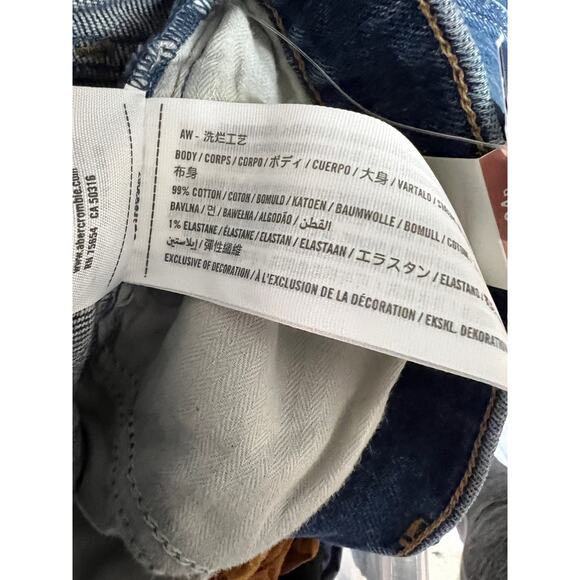 AW - 洗烂工艺
BODY / CORPS / CORPO / ボディ / CUERPO / 大身 / VARTALO /
布身
99% COTTON / COTON / BOMULD / KATOEN / BAUMWOLLE / BOMULL / COTONE
BAVLNA / 면 / BAWEŁNA / ALGODÃO / القطن /
1% ELASTANE / ÉLASTANE / ELASTAN / ELASTAAN / エラスタン / ELASTANO /
إيلاستين / 彈性纖維
EXCLUSIVE OF DECORATION / À L'EXCLUSION DE LA DÉCORATION / EKSKL. DEKORATION
www.abercrombie.com
RN 75654 CA 50316